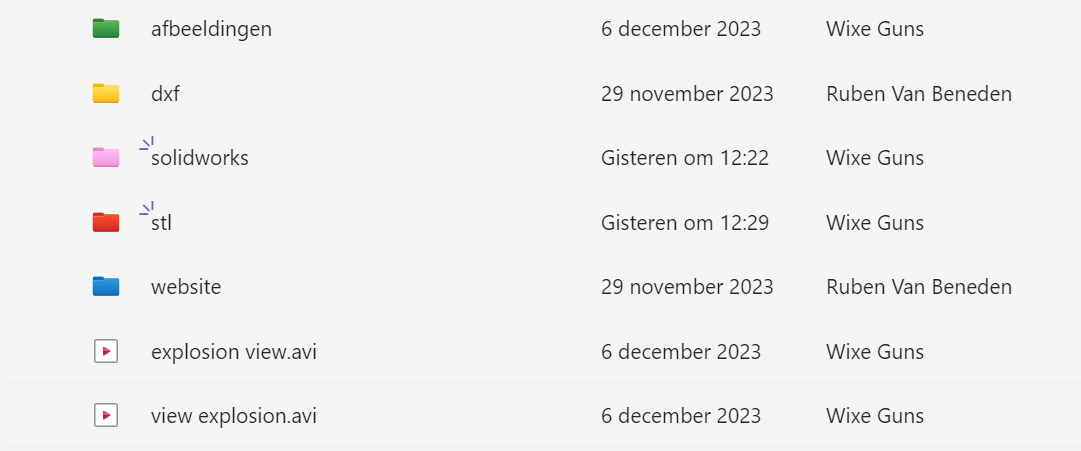 afbeeldingen 6 december 2023 Wixe Guns
dxf 29 november 2023 Ruben Van Beneden
solidworks Gisteren om 12:22 Wixe Guns
stl Gisteren om 12:29 Wixe Guns
website 29 november 2023 Ruben Van Beneden
explosion view.avi 6 december 2023 Wixe Guns
view explosion.avi 6 december 2023 Wixe Guns